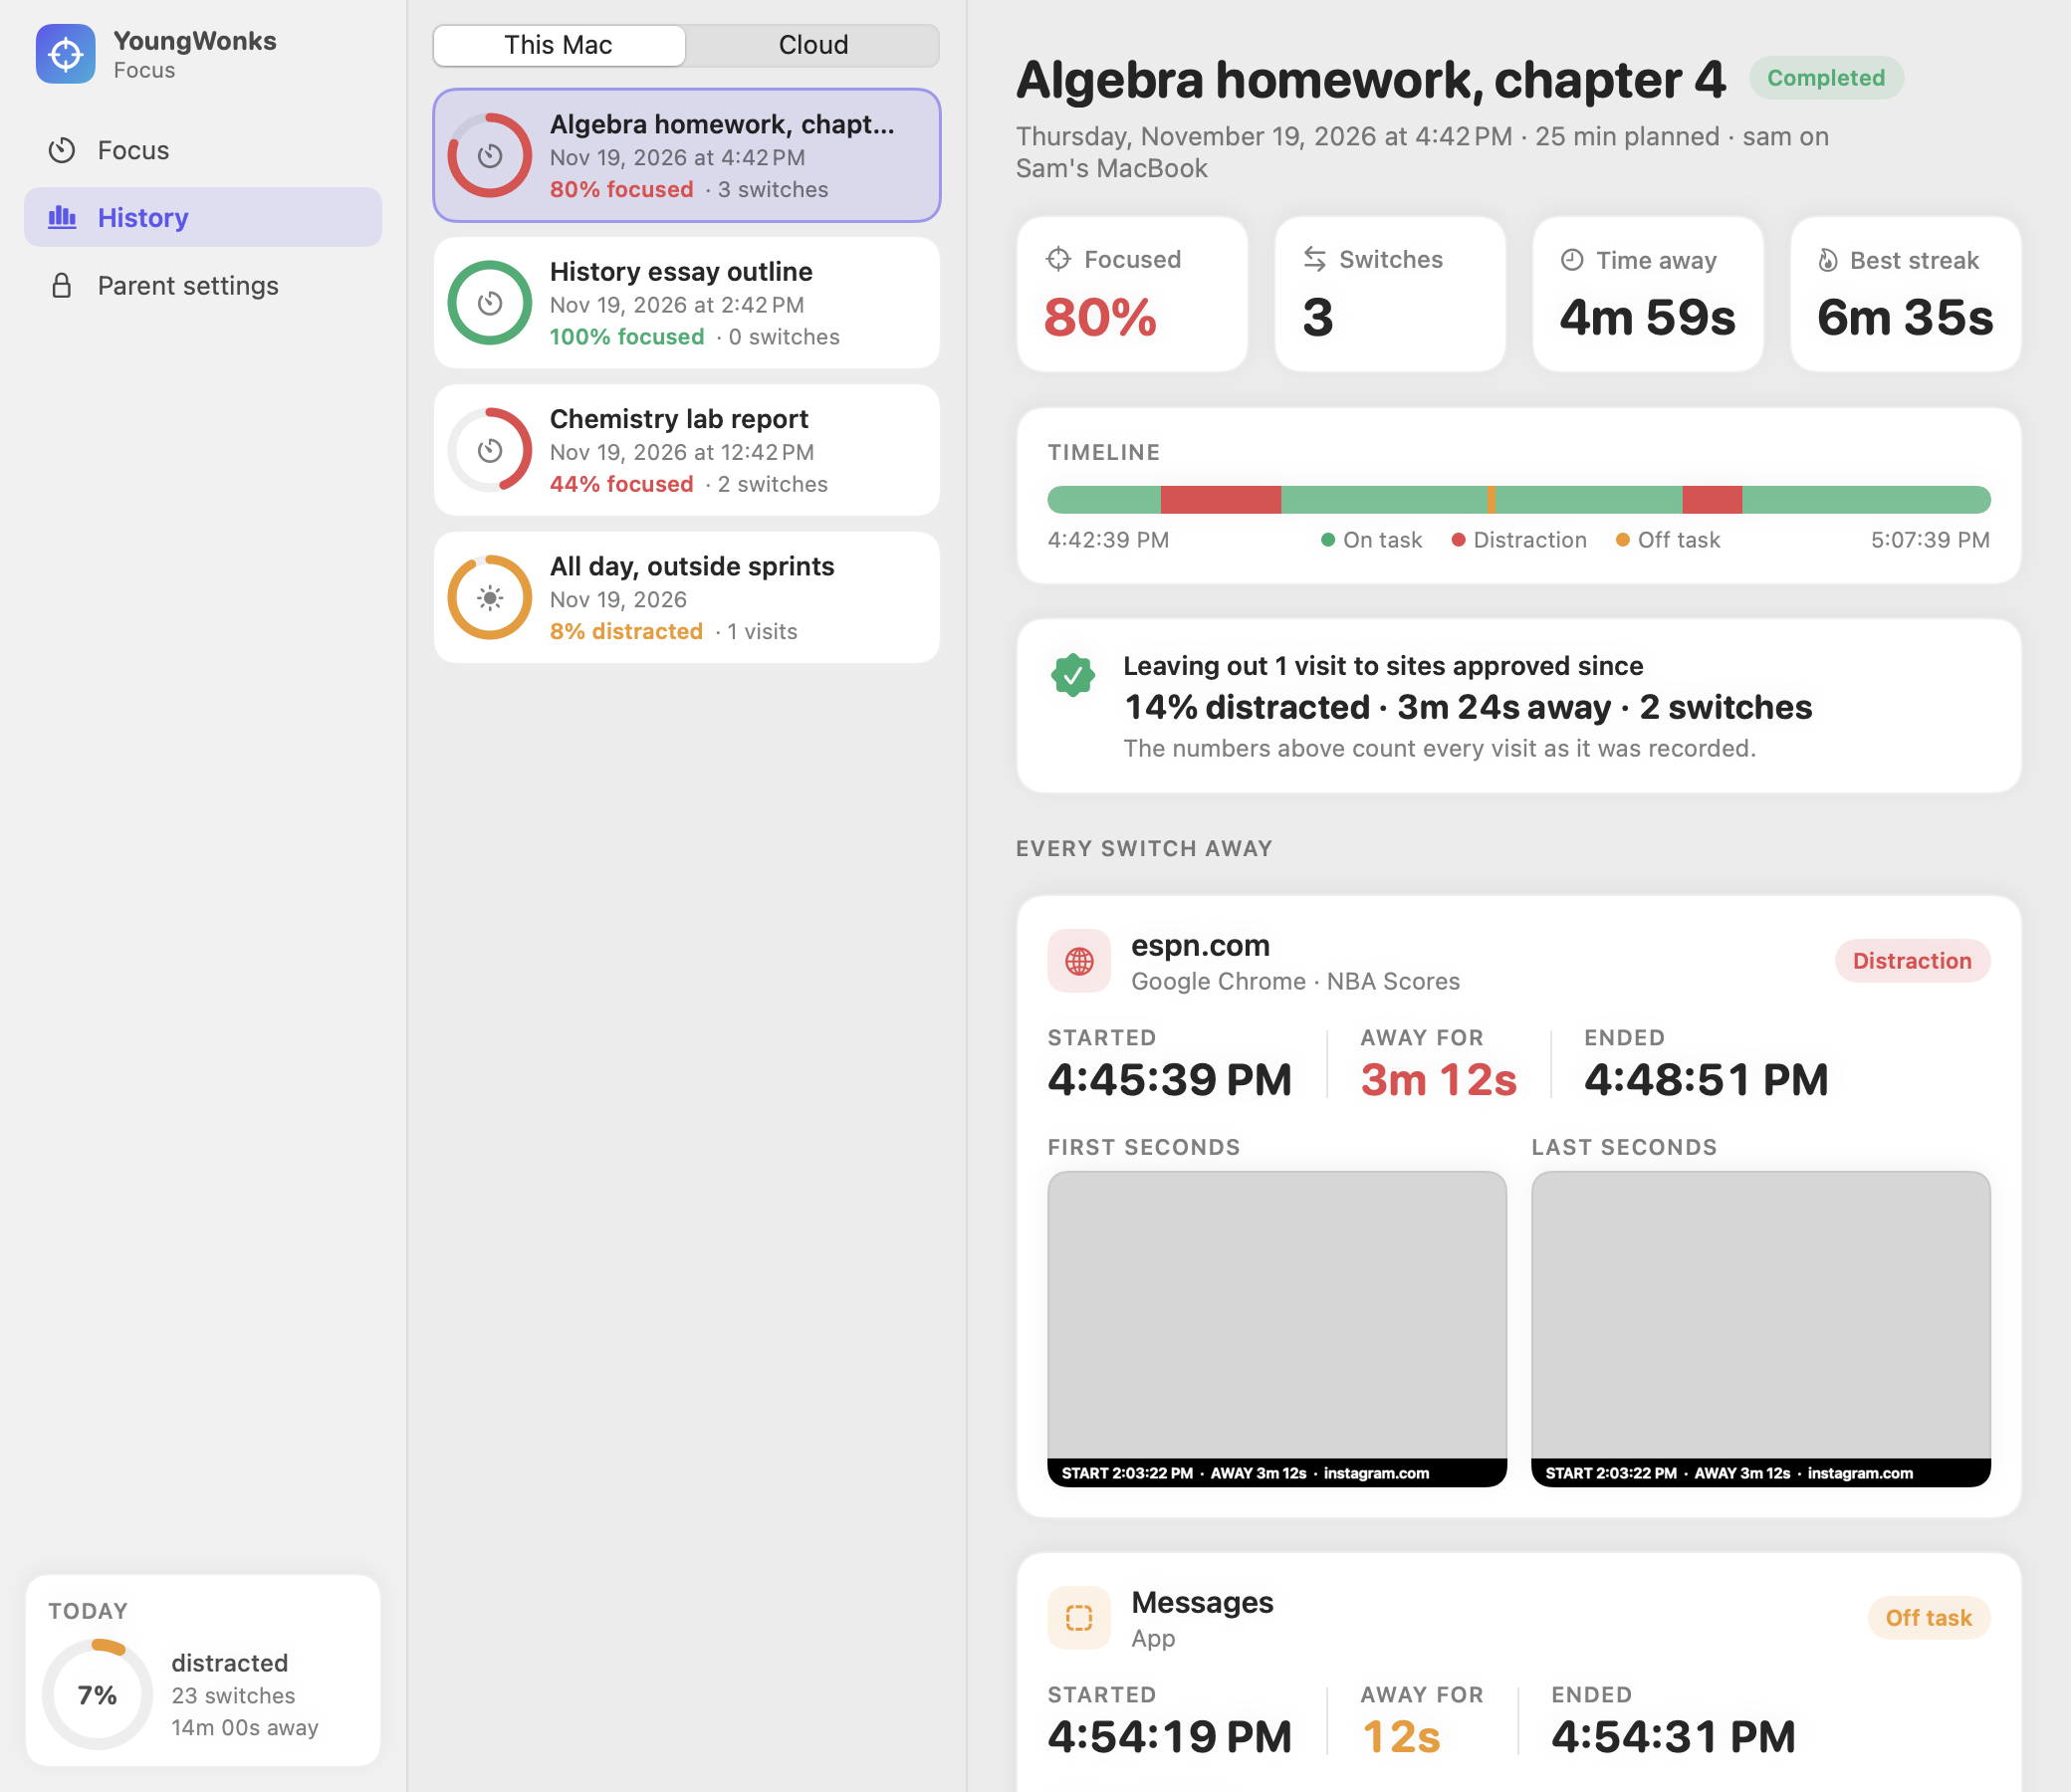 YoungWonks
Focus
Focus
History
Parent settings
TODAY
7%
distracted
23 switches
14m 00s away
This Mac
Cloud
Algebra homework, chapt...
Nov 19, 2026 at 4:42 PM
80% focused · 3 switches
History essay outline
Nov 19, 2026 at 2:42 PM
100% focused · 0 switches
Chemistry lab report
Nov 19, 2026 at 12:42 PM
44% focused · 2 switches
All day, outside sprints
Nov 19, 2026
8% distracted · 1 visits
Algebra homework, chapter 4
Completed
Thursday, November 19, 2026 at 4:42 PM · 25 min planned · sam on
Sam's MacBook
Focused
80%
Switches
3
Time away
4m 59s
Best streak
6m 35s
TIMELINE
4:42:39 PM
On task
Distraction
Off task
5:07:39 PM
Leaving out 1 visit to sites approved since
14% distracted · 3m 24s away · 2 switches
The numbers above count every visit as it was recorded.
EVERY SWITCH AWAY
espn.com
Google Chrome · NBA Scores
Distraction
STARTED
4:45:39 PM
AWAY FOR
3m 12s
ENDED
4:48:51 PM
FIRST SECONDS
START 2:03:22 PM · AWAY 3m 12s · instagram.com
LAST SECONDS
START 2:03:22 PM · AWAY 3m 12s · instagram.com
Messages
App
Off task
STARTED
4:54:19 PM
AWAY FOR
12s
ENDED
4:54:31 PM